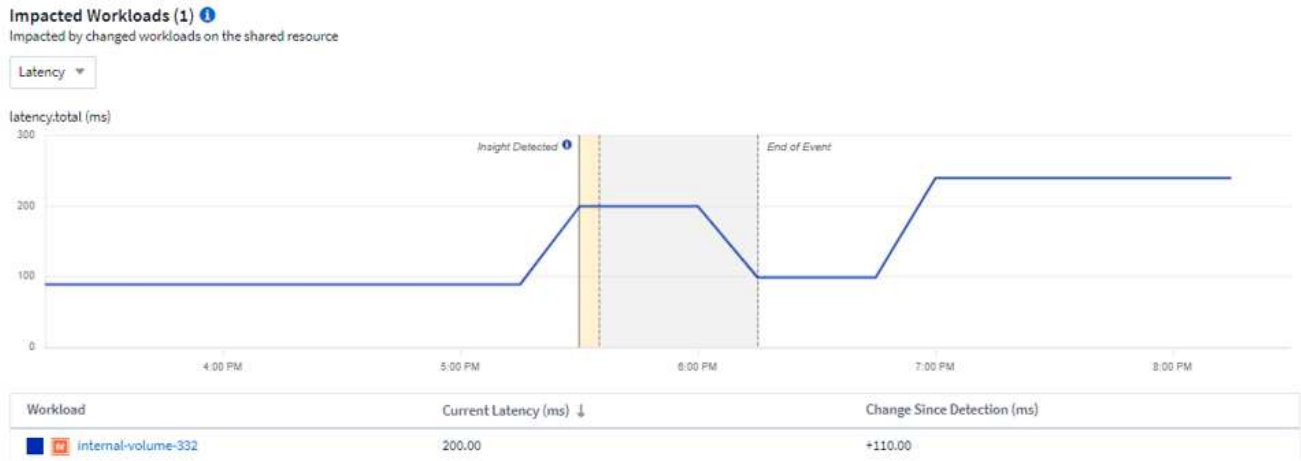 Impacted Workloads (1) i
Impacted by changed workloads on the shared resource
Latency
latency.total (ms)
300
Insight Detected i
End of Event
200
100
0
4:00 PM 5:00 PM 6:00 PM 7:00 PM 8:00 PM
Workload Current Latency (ms) ↓ Change Since Detection (ms)
internal-volume-332 200.00 +110.00